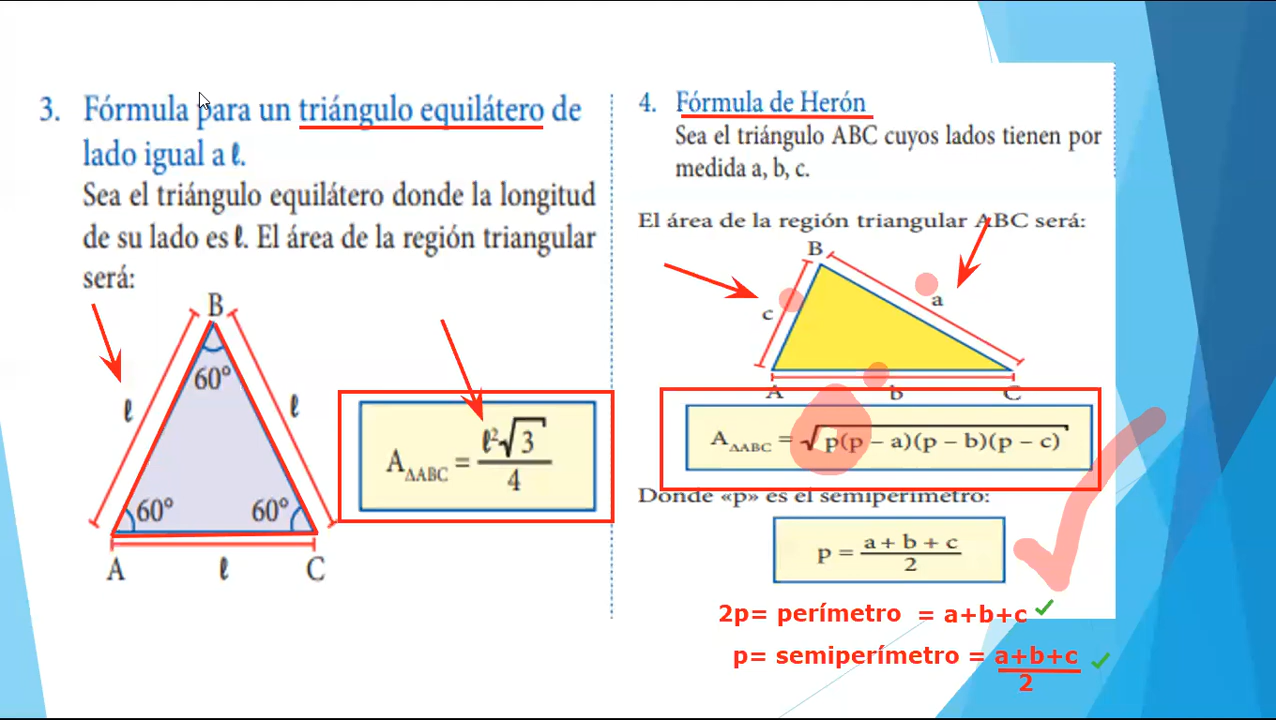 3. Fórmula para un triángulo equilátero de
lado igual a ℓ.
Sea el triángulo equilátero donde la longitud
de su lado es ℓ. El área de la región triangular
será:
B
60°
ℓ
ℓ
60°
60°
A
ℓ
C
A_ΔABC = ℓ²√3 / 4
4. Fórmula de Herón
Sea el triángulo ABC cuyos lados tienen por
medida a, b, c.
El área de la región triangular ABC será:
B
a
c
A
b
C
A_ΔABC = √p(p – a)(p – b)(p – c)
Donde «p» es el semiperímetro:
p = a + b + c / 2
2p= perímetro = a+b+c
p= semiperímetro = a+b+c / 2